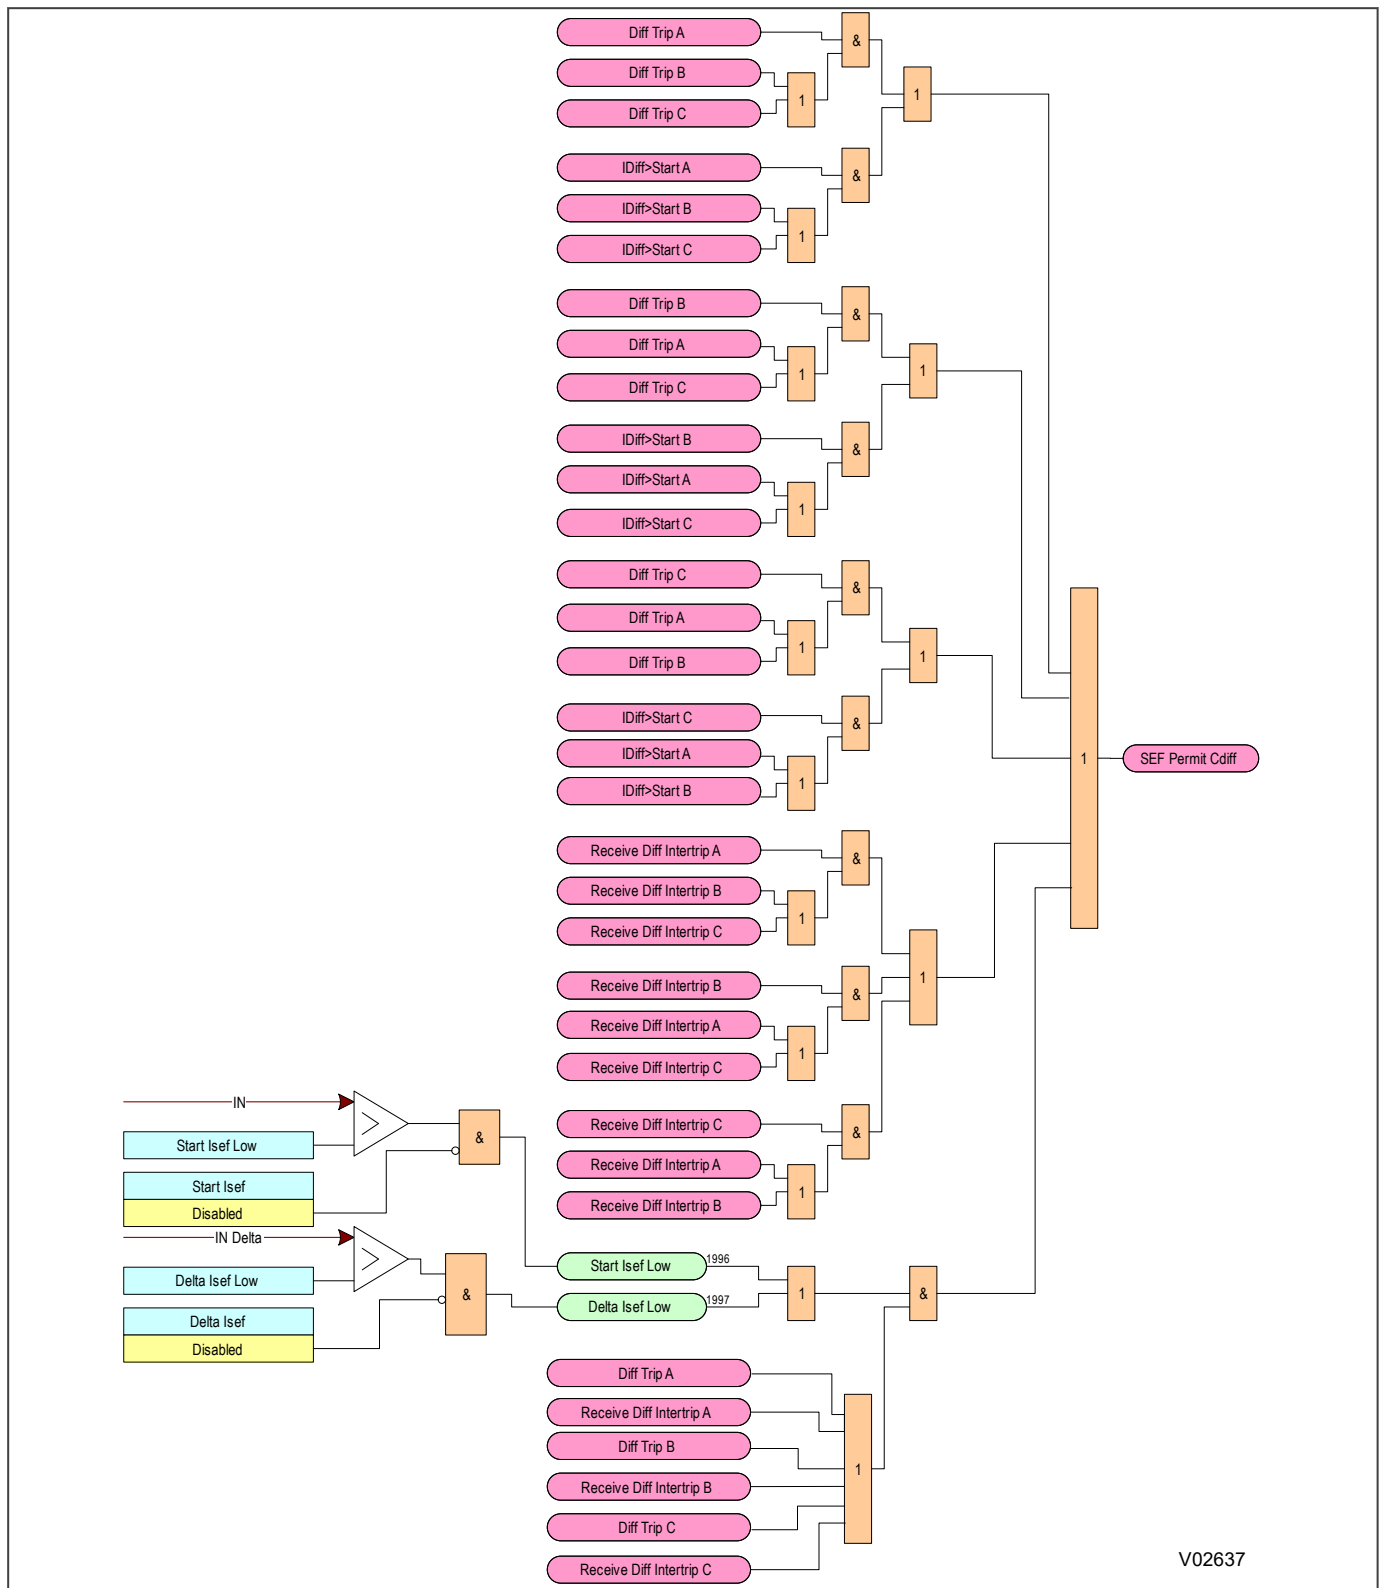 Diff Trip A
&
Diff Trip B
1
1
Diff Trip C
IDiff>Start A
&
IDiff>Start B
1
IDiff>Start C
Diff Trip B
&
Diff Trip A
1
1
Diff Trip C
IDiff>Start B
&
IDiff>Start A
1
IDiff>Start C
Diff Trip C
&
Diff Trip A
1
1
Diff Trip B
IDiff>Start C
&
IDiff>Start A
1
SEF Permit Cdiff
IDiff>Start B
1
Receive Diff Intertrip A
&
Receive Diff Intertrip B
1
Receive Diff Intertrip C
Receive Diff Intertrip B
&
1
Receive Diff Intertrip A
1
Receive Diff Intertrip C
IN
Start Isef Low
&
Start Isef
Disabled
Receive Diff Intertrip C
&
Receive Diff Intertrip A
1
Receive Diff Intertrip B
IN Delta
Delta Isef Low
&
Delta Isef
Disabled
Start Isef Low
1996
1
&
Delta Isef Low
1997
Diff Trip A
Receive Diff Intertrip A
Diff Trip B
1
Receive Diff Intertrip B
Diff Trip C
Receive Diff Intertrip C
V02637